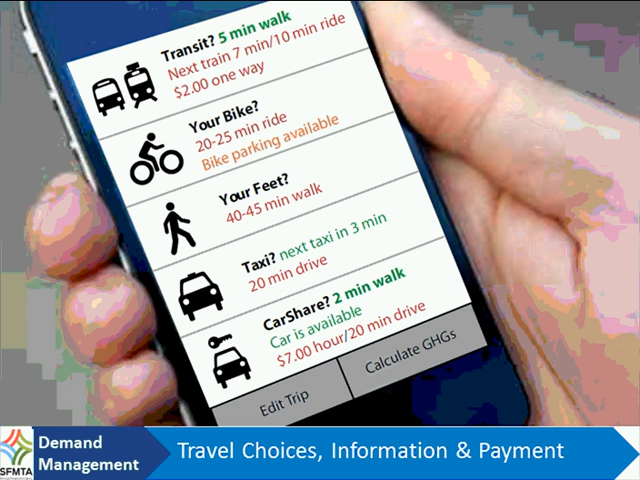 Transit? 5 min walk
Next train 7 min/10 min ride
$2.00 one way
Your Bike?
20-25 min ride
Bike parking available
Your Feet?
40-45 min walk
Taxi? next taxi in 3 min
20 min drive
CarShare? 2 min walk
Car is available
$7.00 hour/20 min drive
Edit Trip
Calculate GHGs
SFMTA
Demand
Management
Travel Choices, Information & Payment